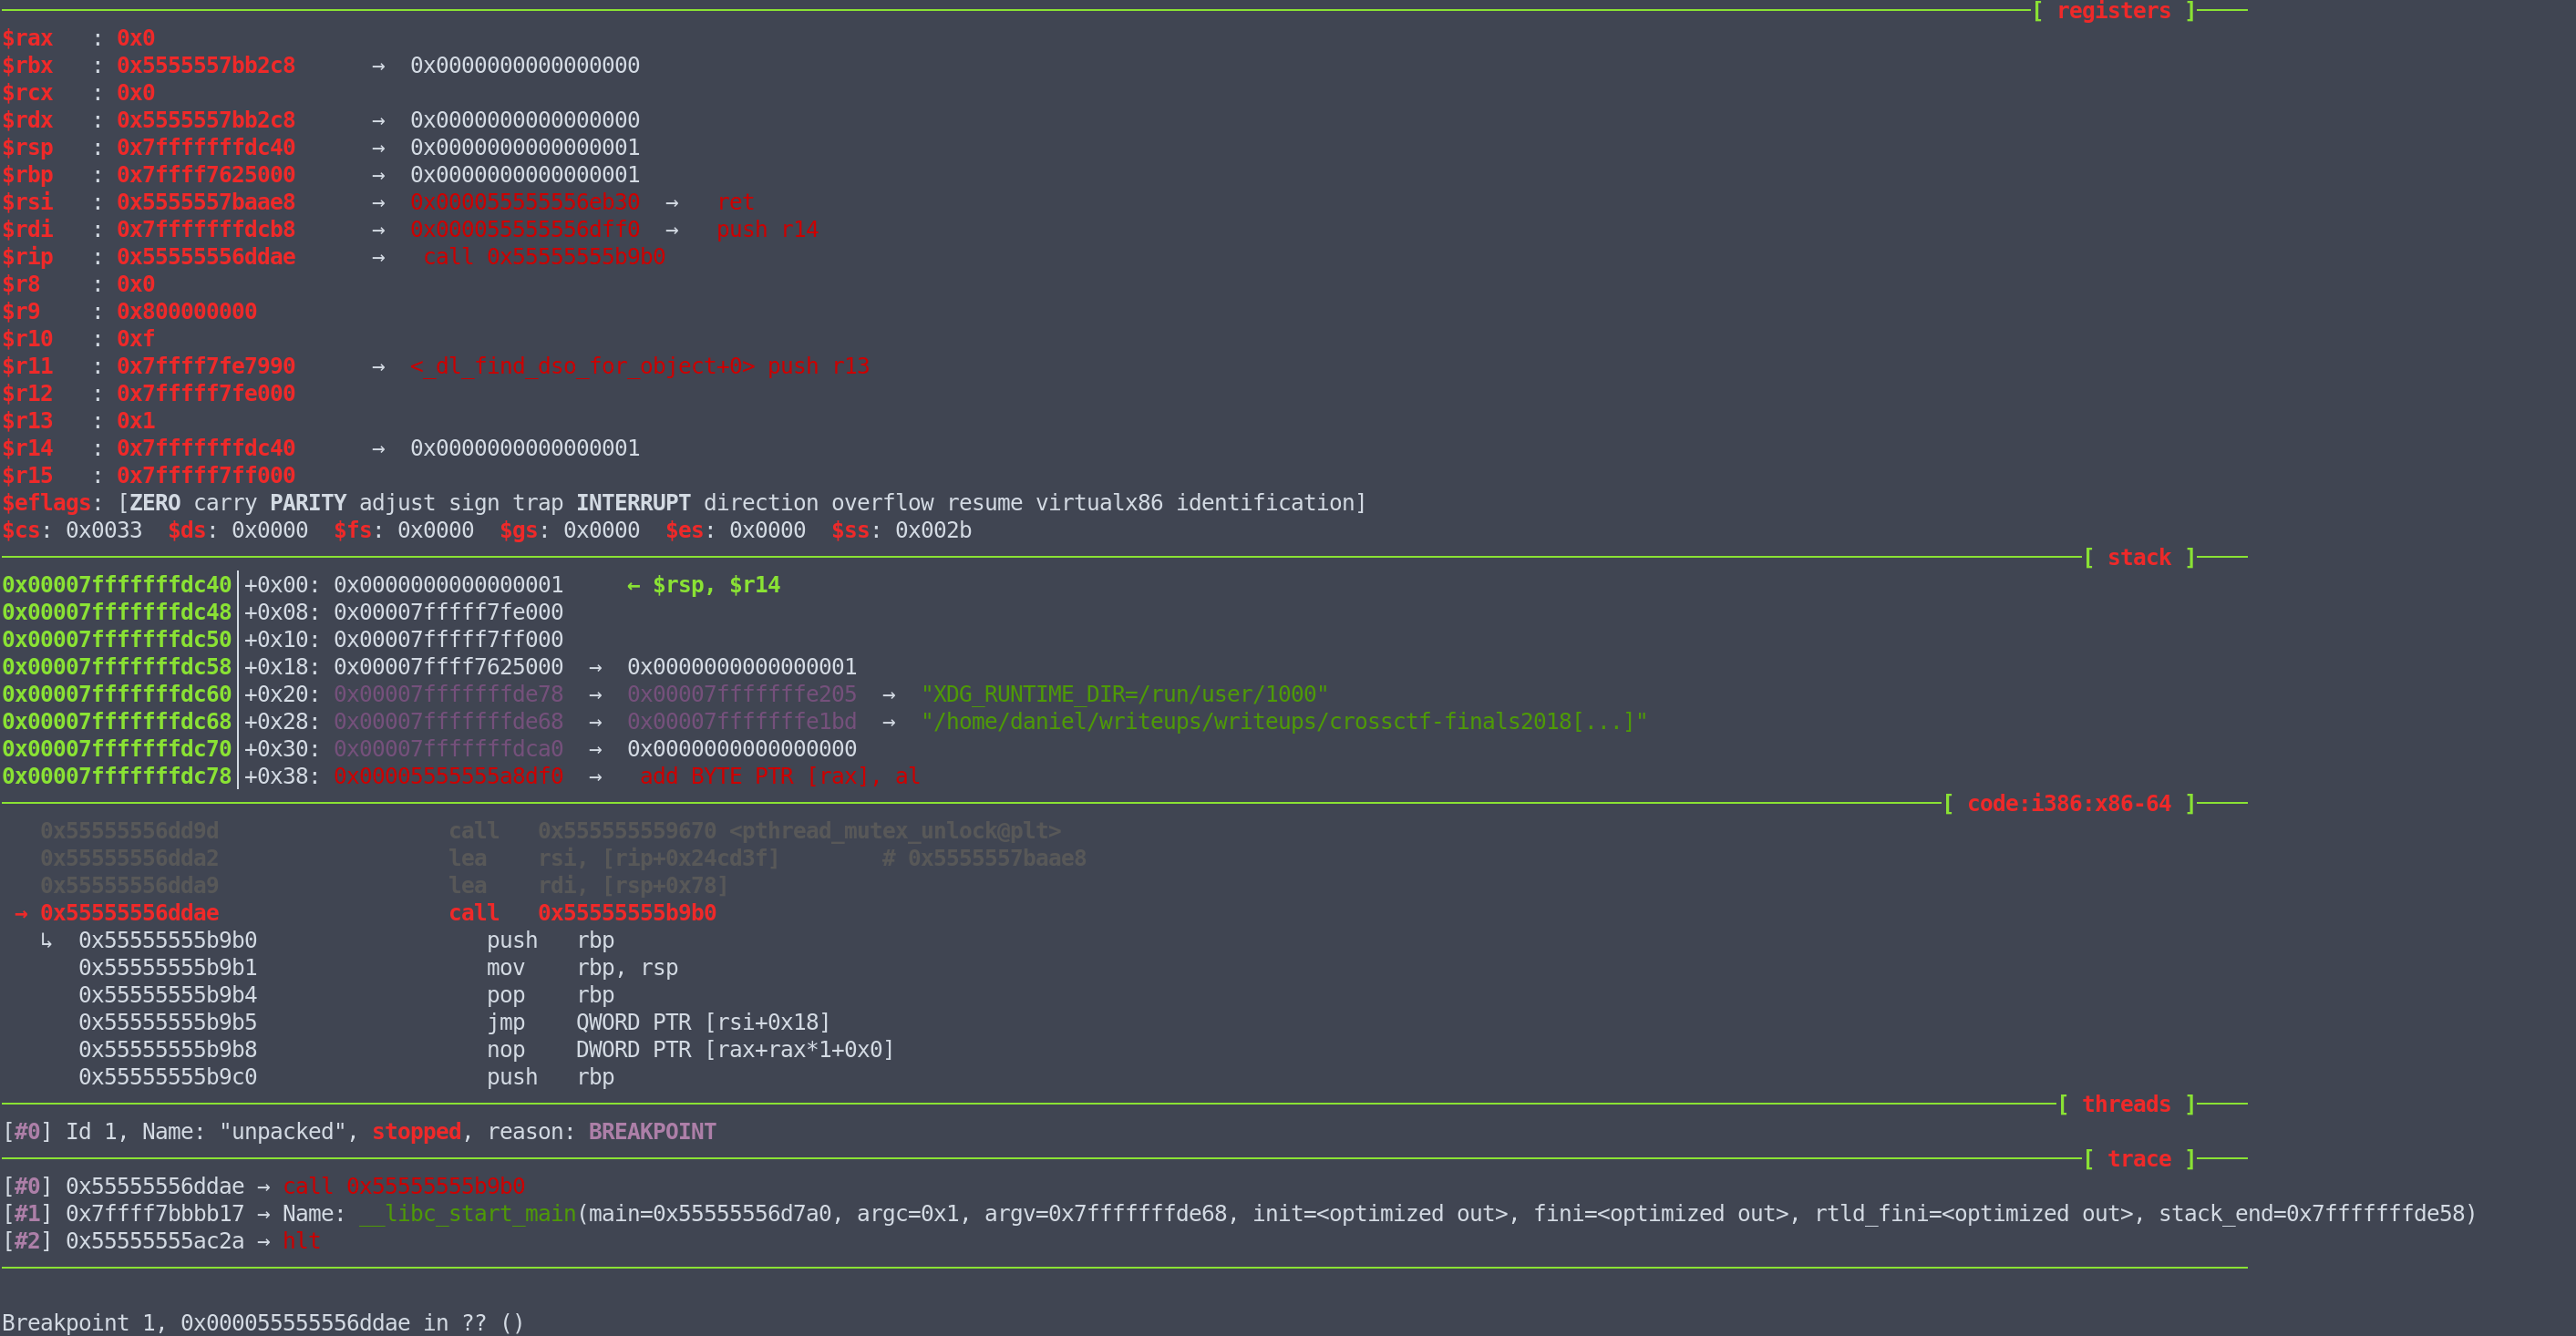 [ registers ]
$rax   : 0x0
$rbx   : 0x5555557bb2c8      →  0x0000000000000000
$rcx   : 0x0
$rdx   : 0x5555557bb2c8      →  0x0000000000000000
$rsp   : 0x7fffffffdc40      →  0x0000000000000001
$rbp   : 0x7ffff7625000      →  0x0000000000000001
$rsi   : 0x5555557baae8      →  0x000055555556eb30  →   ret
$rdi   : 0x7fffffffdcb8      →  0x000055555556dff0  →   push r14
$rip   : 0x55555556ddae      →   call 0x55555555b9b0
$r8    : 0x0
$r9    : 0x800000000
$r10   : 0xf
$r11   : 0x7ffff7fe7990      →  <_dl_find_dso_for_object+0> push r13
$r12   : 0x7fffff7fe000
$r13   : 0x1
$r14   : 0x7fffffffdc40      →  0x0000000000000001
$r15   : 0x7fffff7ff000
$eflags: [ZERO carry PARITY adjust sign trap INTERRUPT direction overflow resume virtualx86 identification]
$cs: 0x0033  $ds: 0x0000  $fs: 0x0000  $gs: 0x0000  $es: 0x0000  $ss: 0x002b
[ stack ]
0x00007fffffffdc40│+0x00: 0x0000000000000001     ← $rsp, $r14
0x00007fffffffdc48│+0x08: 0x00007fffff7fe000
0x00007fffffffdc50│+0x10: 0x00007fffff7ff000
0x00007fffffffdc58│+0x18: 0x00007ffff7625000  →  0x0000000000000001
0x00007fffffffdc60│+0x20: 0x00007fffffffde78  →  0x00007fffffffe205  →  "XDG_RUNTIME_DIR=/run/user/1000"
0x00007fffffffdc68│+0x28: 0x00007fffffffde68  →  0x00007fffffffe1bd  →  "/home/daniel/writeups/writeups/crossctf-finals2018[...]"
0x00007fffffffdc70│+0x30: 0x00007fffffffdca0  →  0x0000000000000000
0x00007fffffffdc78│+0x38: 0x00005555555a8df0  →   add BYTE PTR [rax], al
[ code:i386:x86-64 ]
0x55555556dd9d                  call   0x555555559670 <pthread_mutex_unlock@plt>
0x55555556dda2                  lea    rsi, [rip+0x24cd3f]        # 0x5555557baae8
0x55555556dda9                  lea    rdi, [rsp+0x78]
→ 0x55555556ddae                  call   0x55555555b9b0
↳  0x55555555b9b0                  push   rbp
0x55555555b9b1                  mov    rbp, rsp
0x55555555b9b4                  pop    rbp
0x55555555b9b5                  jmp    QWORD PTR [rsi+0x18]
0x55555555b9b8                  nop    DWORD PTR [rax+rax*1+0x0]
0x55555555b9c0                  push   rbp
[ threads ]
[#0] Id 1, Name: "unpacked", stopped, reason: BREAKPOINT
[ trace ]
[#0] 0x55555556ddae → call 0x55555555b9b0
[#1] 0x7ffff7bbbb17 → Name: __libc_start_main(main=0x55555556d7a0, argc=0x1, argv=0x7fffffffde68, init=<optimized out>, fini=<optimized out>, rtld_fini=<optimized out>, stack_end=0x7fffffffde58)
[#2] 0x55555555ac2a → hlt
Breakpoint 1, 0x000055555556ddae in ?? ()